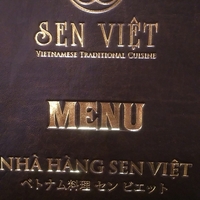 SEN VIỆT
VIETNAMESE TRADITIONAL CUISINE
MENU
NHÀ HÀNG SEN VIỆT
ベトナム料理 セン ビエット